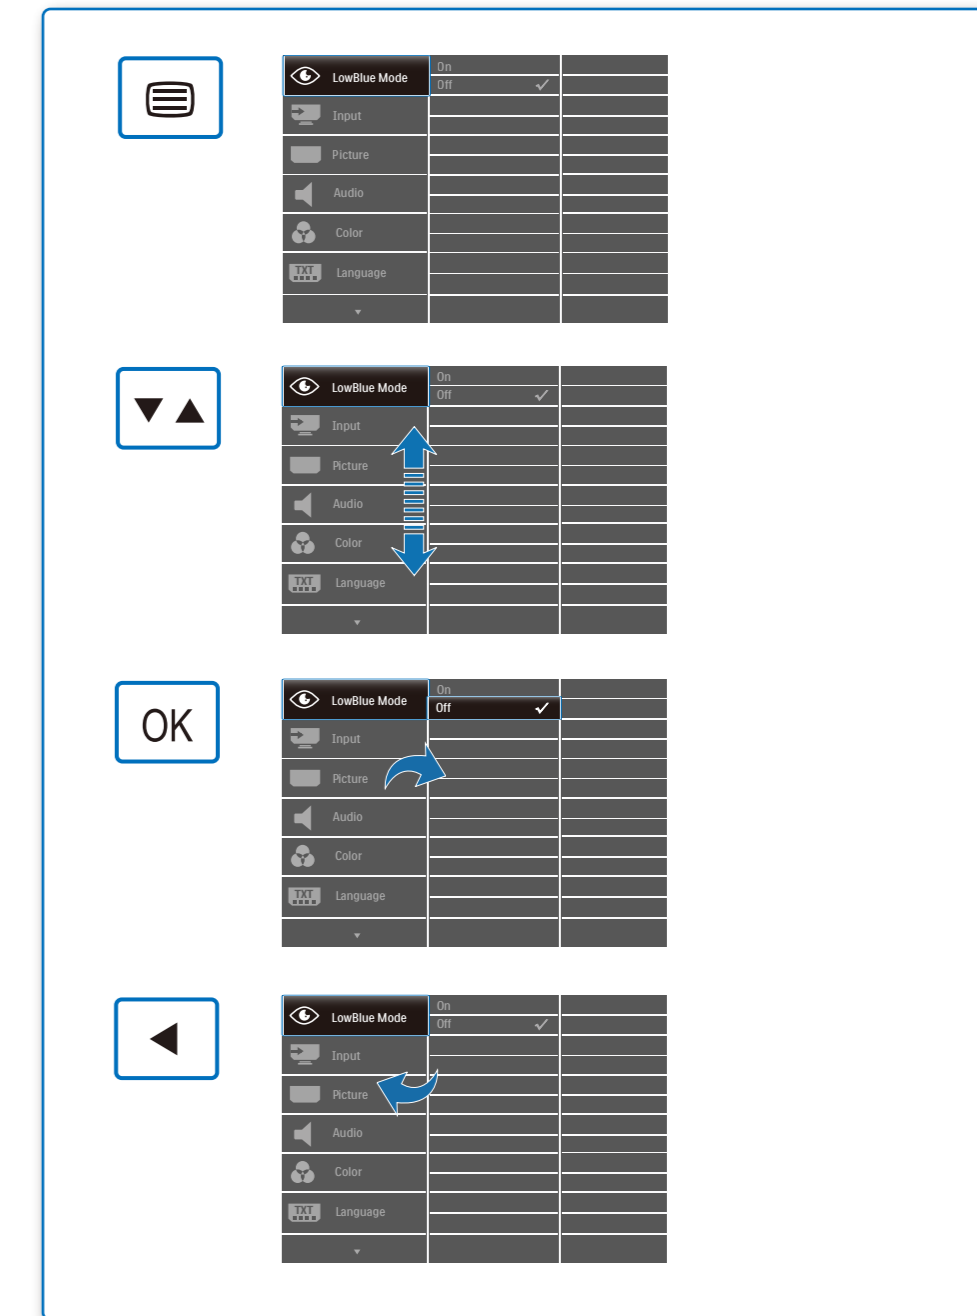 LowBlue Mode
On
Off
Input
Picture
Audio
Color
TXT
Language
LowBlue Mode
On
Off
Input
Picture
Audio
Color
TXT
Language
OK
LowBlue Mode
On
Off
Input
Picture
Audio
Color
TXT
Language
LowBlue Mode
On
Off
Input
Picture
Audio
Color
TXT
Language